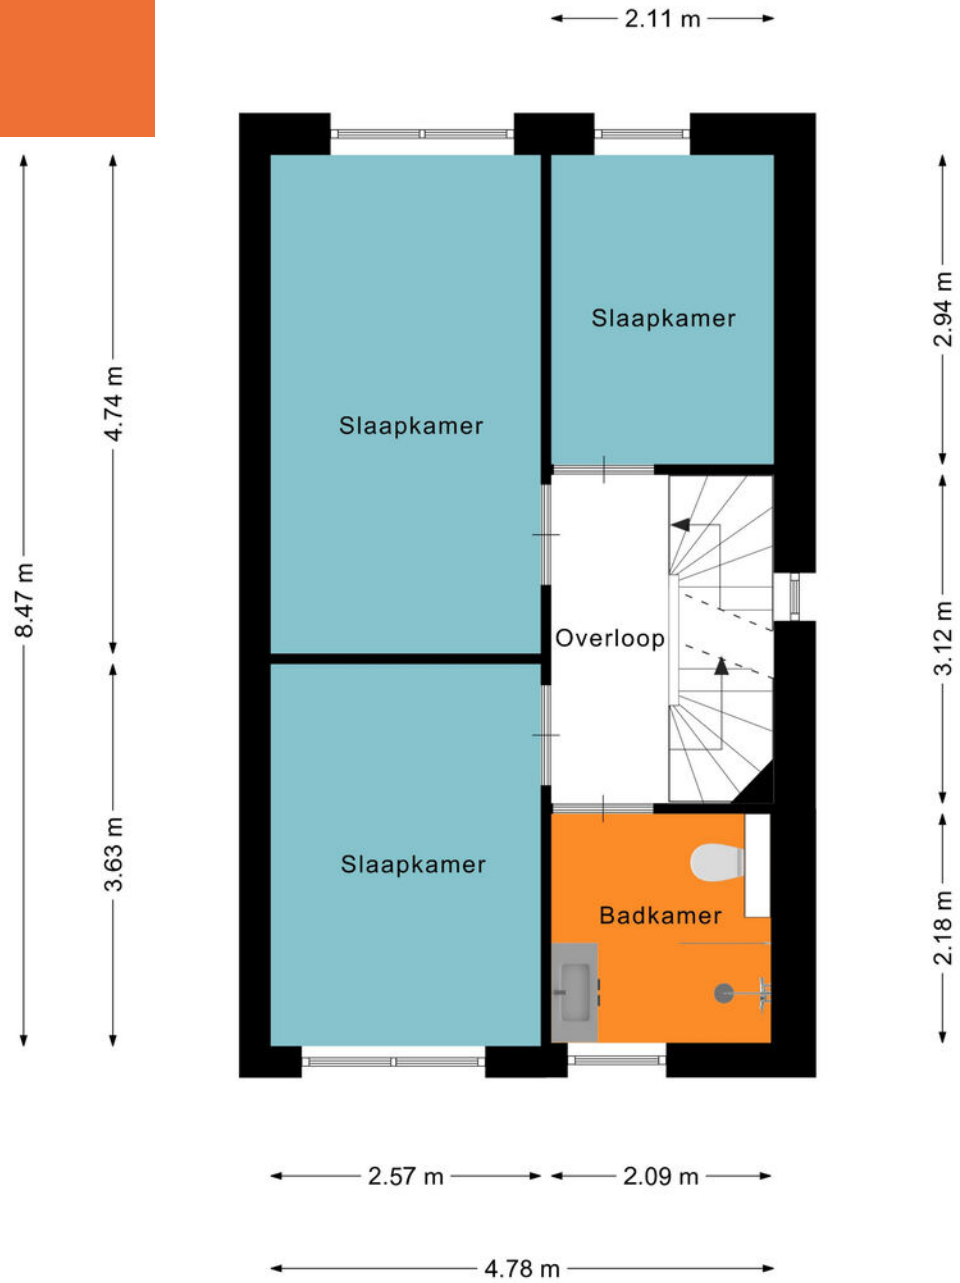 2.11 m
Slaapkamer
2.94 m
4.74 m
Slaapkamer
8.47 m
Overloop
3.12 m
3.63 m
Slaapkamer
Badkamer
2.18 m
2.57 m
2.09 m
4.78 m